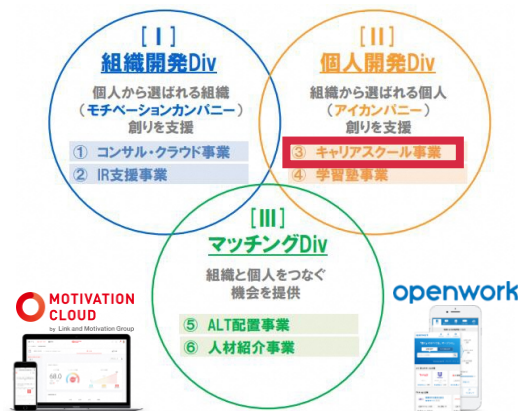 [Ⅰ]
組織開発Div
個人から選ばれる組織
（モチベーションカンパニー）
創りを支援
① コンサル・クラウド事業
② IR支援事業
[Ⅱ]
個人開発Div
組織から選ばれる個人
（アイカンパニー）
創りを支援
③ キャリアスクール事業
④ 学習塾事業
[Ⅲ]
マッチングDiv
組織と個人をつなぐ
機会を提供
⑤ ALT配置事業
⑥ 人材紹介事業
MOTIVATION
CLOUD
by Link and Motivation Group
68.0
openwork